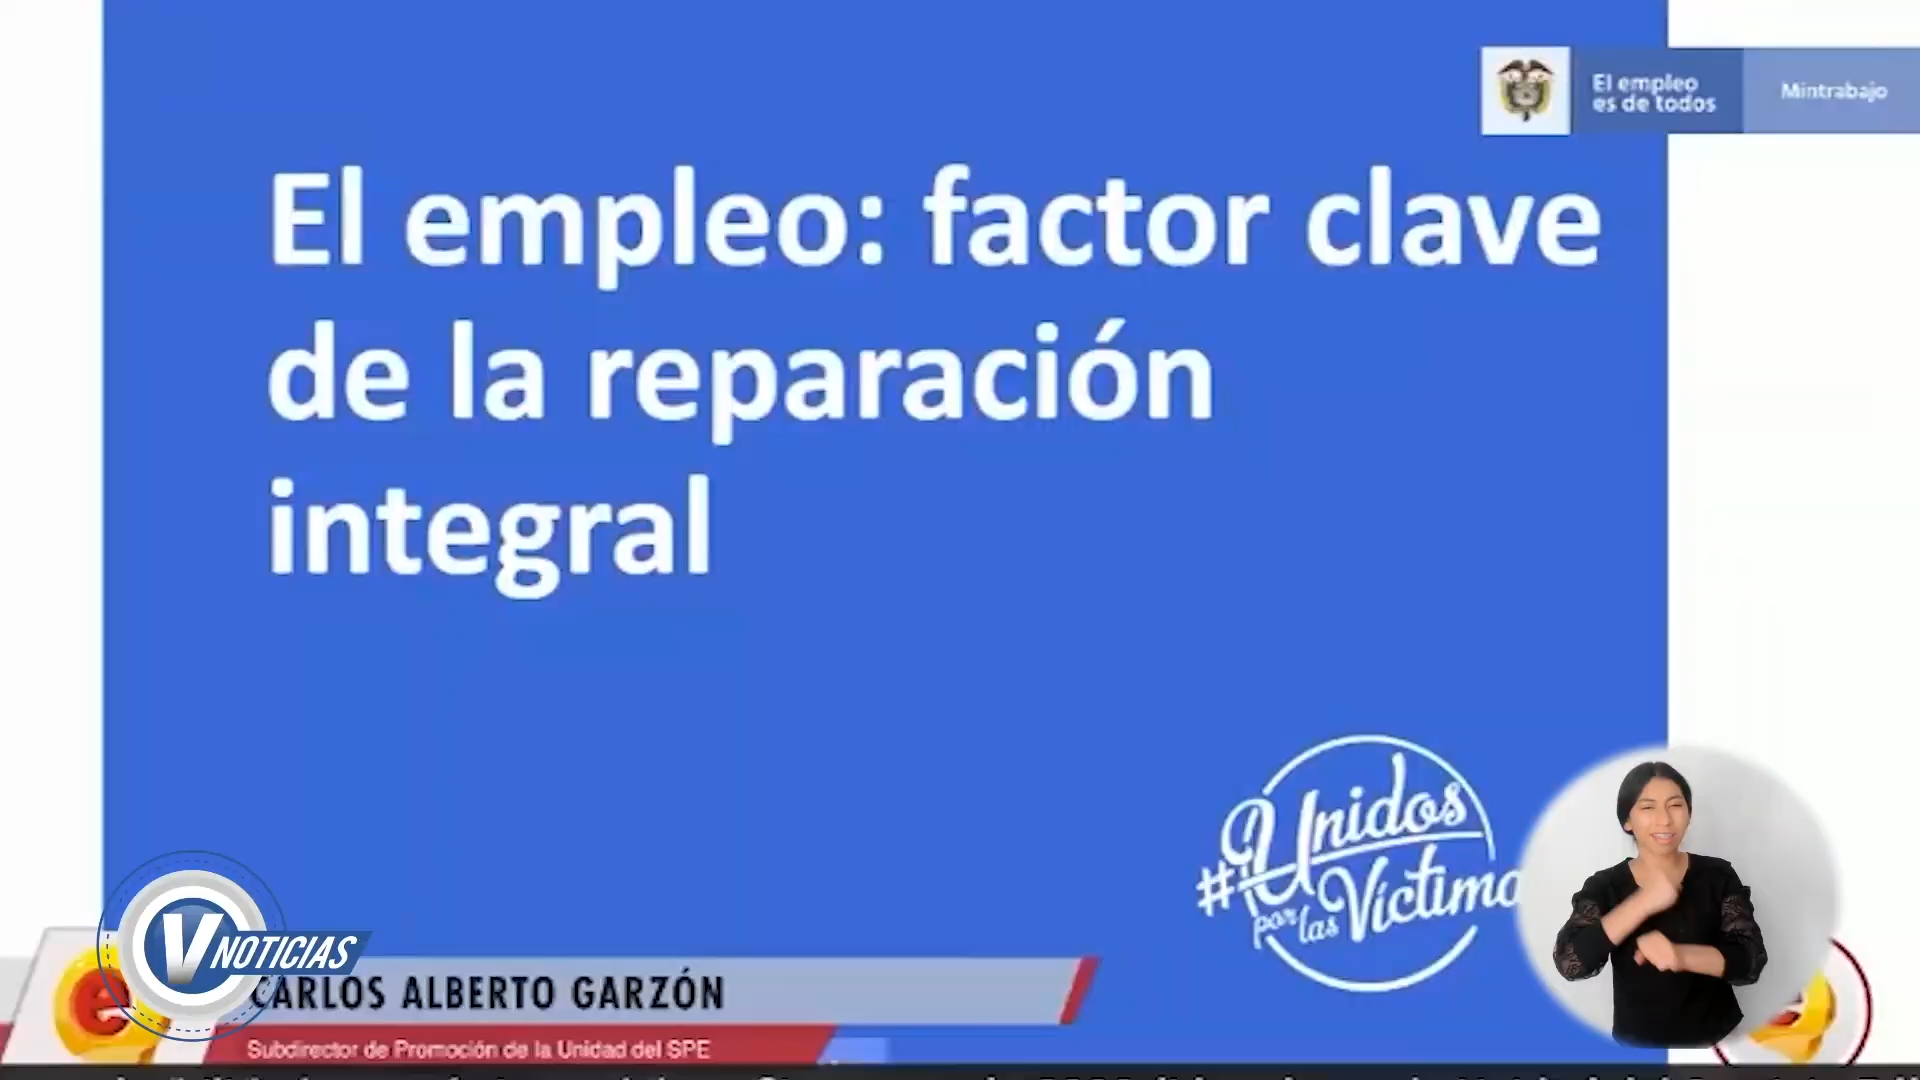 El empleo
es de todos
Mintrabajo
El empleo: factor clave
de la reparación
integral
#Unidos
por las
V NOTICIAS
CARLOS ALBERTO GARZÓN
Subdirector de Promoción de la Unidad del SPE